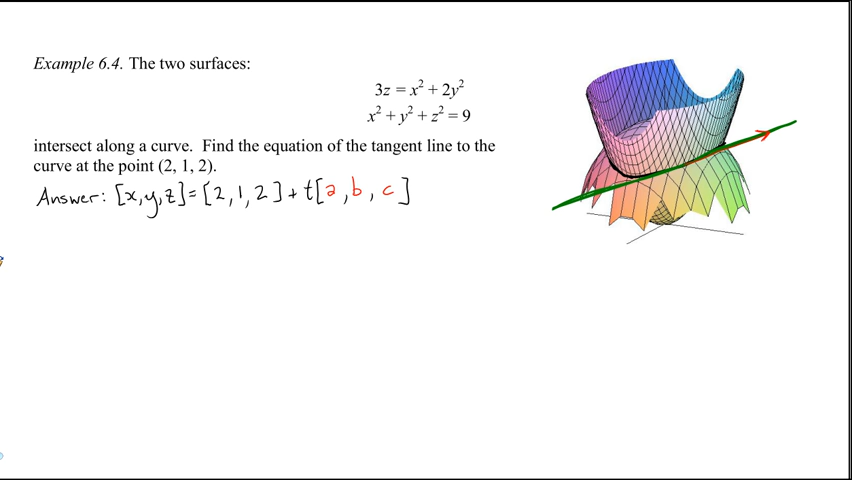 Example 6.4. The two surfaces:
3z = x² + 2y²
x² + y² + z² = 9
intersect along a curve. Find the equation of the tangent line to the
curve at the point (2, 1, 2).
Answer: [x,y,z]=[2,1,2]+t[a,b,c]